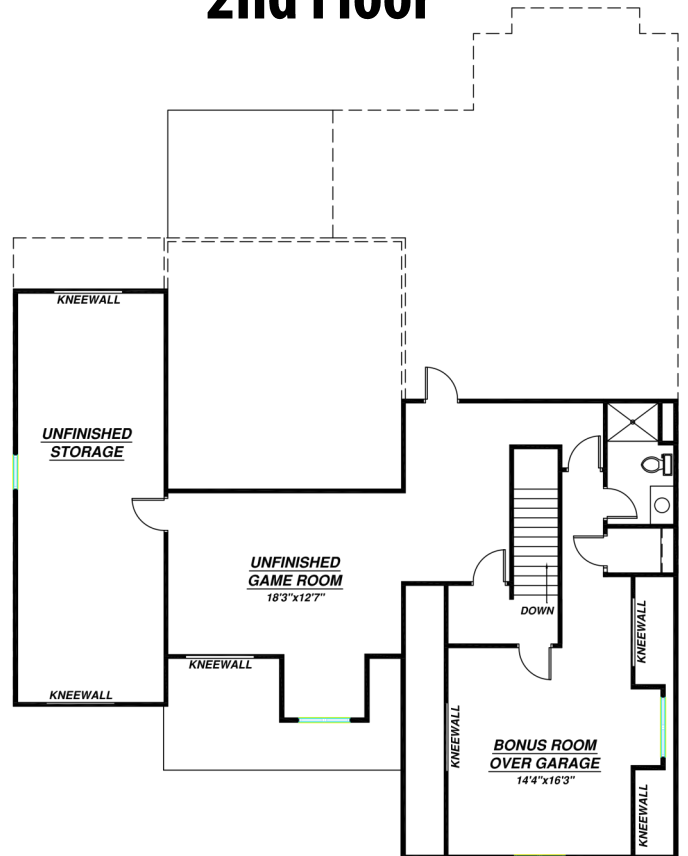 2nd Floor
KNEEWALL
UNFINISHED
STORAGE
UNFINISHED
GAME ROOM
18'3"x12'7"
DOWN
KNEEWALL
KNEEWALL
KNEEWALL
KNEEWALL
BONUS ROOM
OVER GARAGE
14'4"x16'3"
KNEEWALL